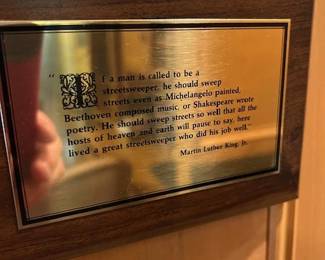 "If a man is called to be a
streetsweeper, he should sweep
streets even as Michelangelo painted,
Beethoven composed music, or Shakespeare wrote
poetry. He should sweep streets so well that all the
hosts of heaven and earth will pause to say, here
lived a great streetsweeper who did his job well."
Martin Luther King, Jr.